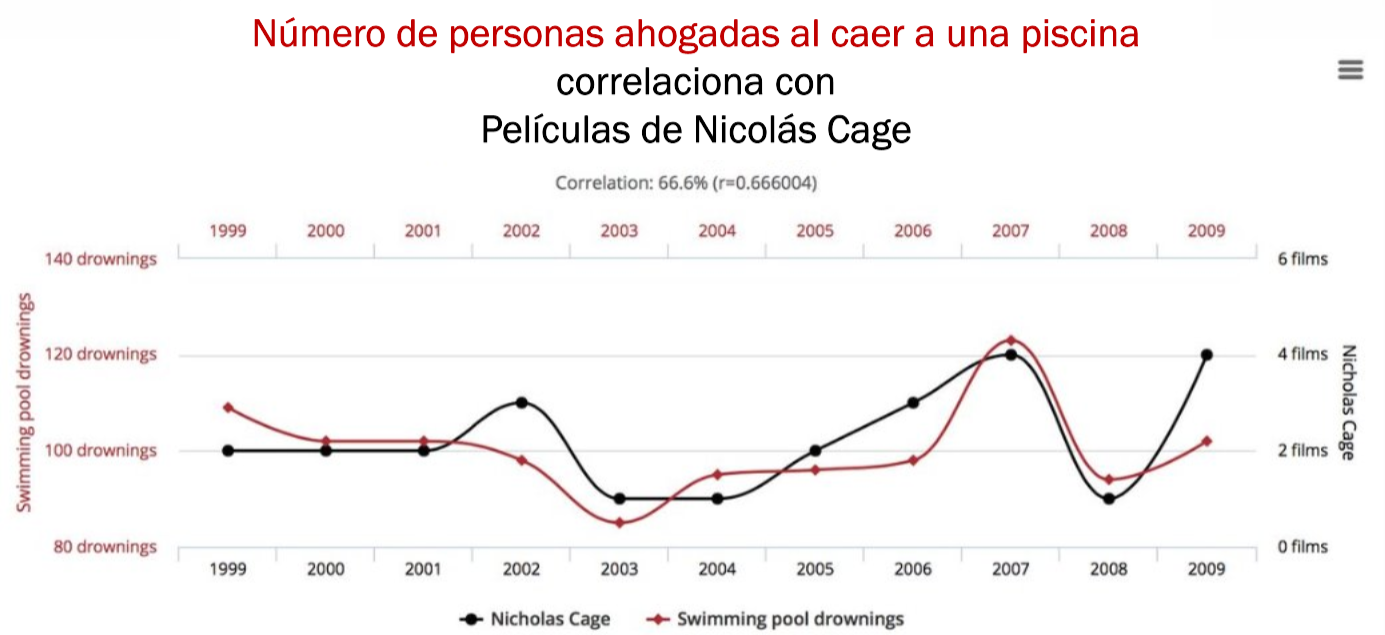 Número de personas ahogadas al caer a una piscina
correlaciona con
Películas de Nicolás Cage
Correlation: 66.6% (r=0.666004)
1999 2000 2001 2002 2003 2004 2005 2006 2007 2008 2009
140 drownings
120 drownings
100 drownings
80 drownings
Swimming pool drownings
6 films
4 films
2 films
0 films
Nicholas Cage
1999 2000 2001 2002 2003 2004 2005 2006 2007 2008 2009
Nicholas Cage Swimming pool drownings